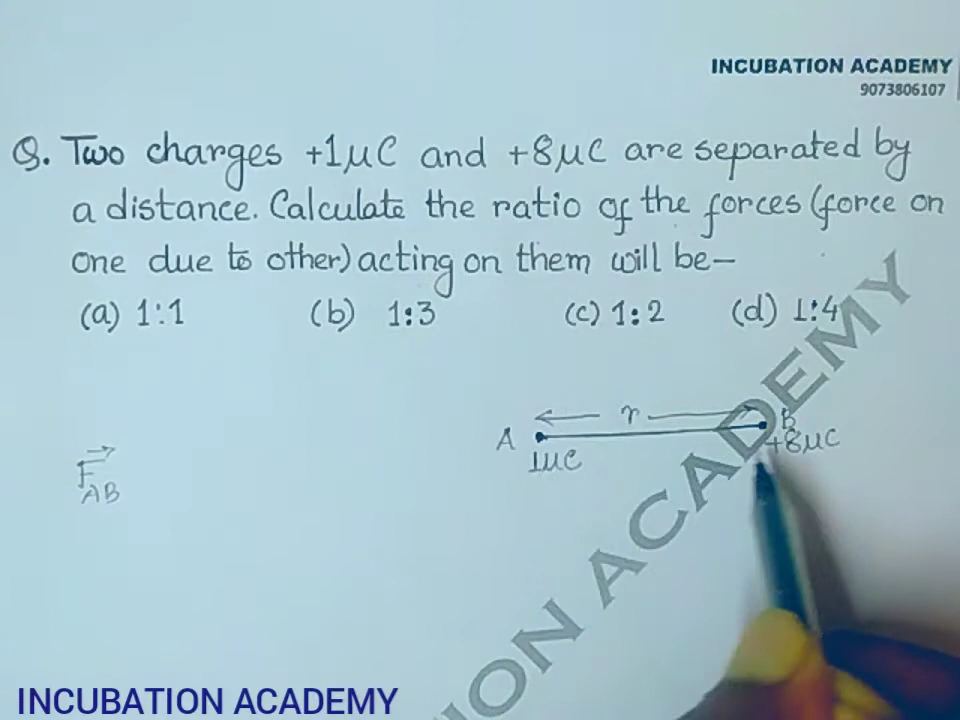 INCUBATION ACADEMY
9073806107
Q. Two charges +1μC and +8μC are separated by
a distance. Calculate the ratio of the forces (force on
one due to other) acting on them will be—
(a) 1:1 (b) 1:3 (c) 1:2 (d) 1:4
r
A B
1μC +8μC
F AB
INCUBATION ACADEMY
ION ACADEMY